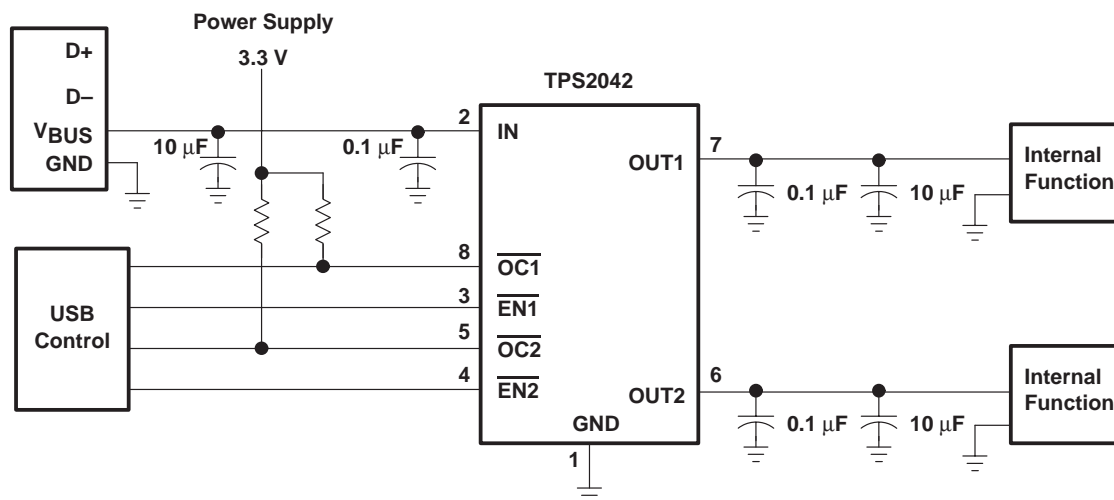 Power Supply
3.3 V
D+
D–
VBUS
GND
10 μF
0.1 μF
TPS2042
2
IN
8
OC1
3
EN1
5
OC2
4
EN2
GND
1
OUT1
7
0.1 μF
10 μF
Internal
Function
OUT2
6
0.1 μF
10 μF
Internal
Function
USB
Control